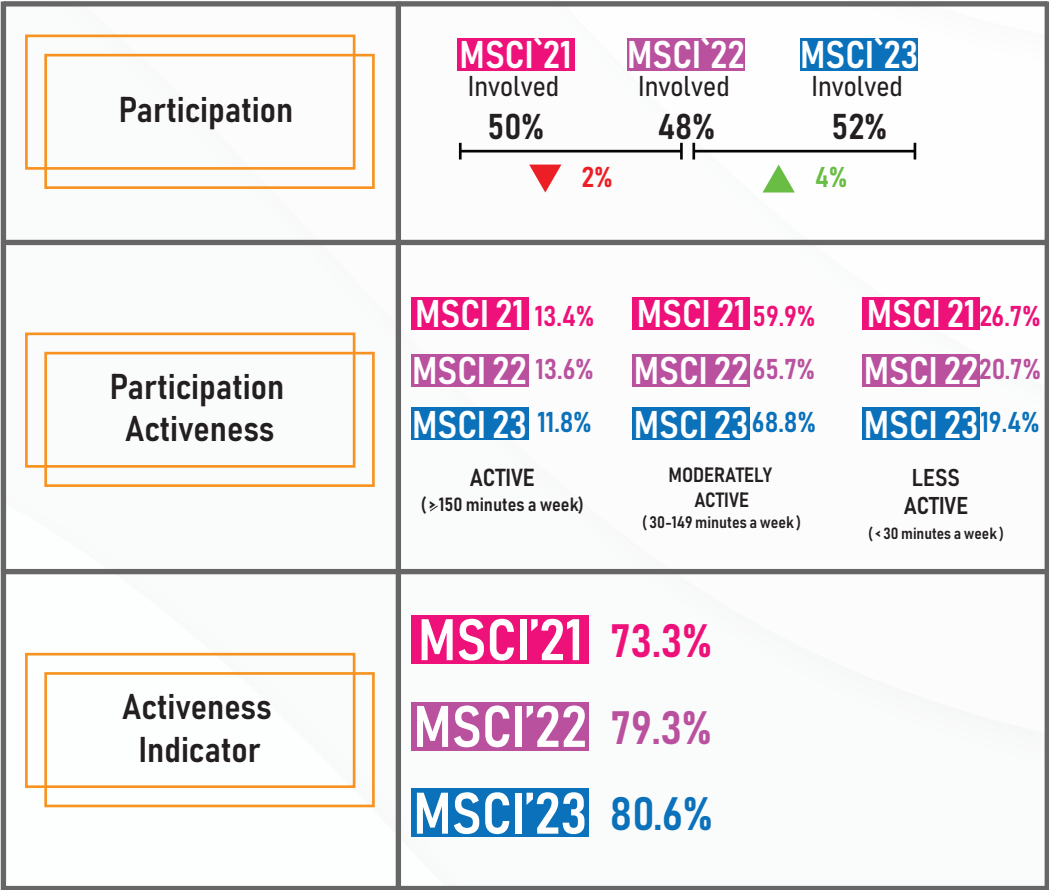 Participation
MSCI`21 MSCI`22 MSCI`23
Involved Involved Involved
50% 48% 52%
2% 4%
Participation
Activeness
MSCI 21 13.4% MSCI 21 59.9% MSCI 21 26.7%
MSCI 22 13.6% MSCI 22 65.7% MSCI 22 20.7%
MSCI 23 11.8% MSCI 23 68.8% MSCI 23 19.4%
ACTIVE
(≥150 minutes a week)
MODERATELY
ACTIVE
(30-149 minutes a week)
LESS
ACTIVE
(<30 minutes a week)
Activeness
Indicator
MSCI’21 73.3%
MSCI’22 79.3%
MSCI’23 80.6%